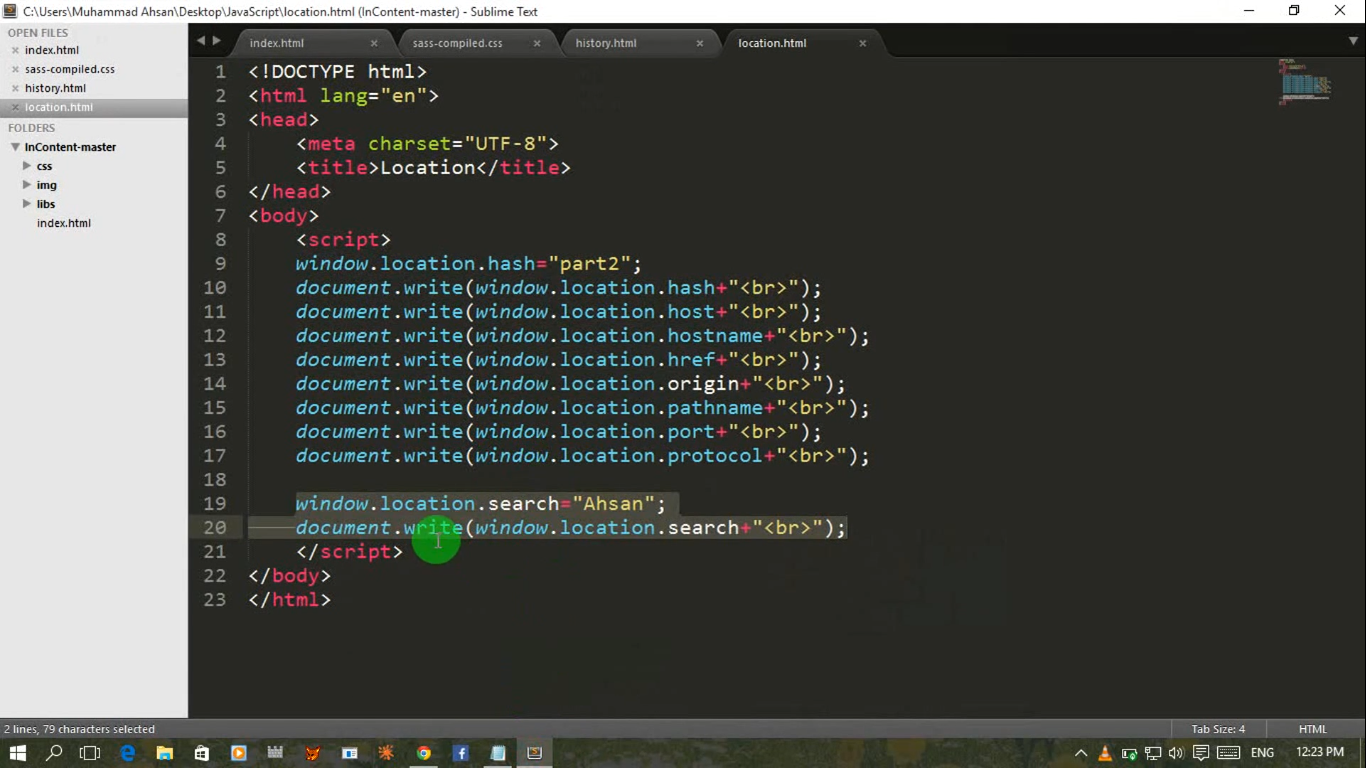 C:\Users\Muhammad Ahsan\Desktop\JavaScript\location.html (InContent-master) - Sublime Text
OPEN FILES
index.html
sass-compiled.css
history.html
location.html
FOLDERS
InContent-master
css
img
libs
index.html
index.html sass-compiled.css history.html location.html
1 <!DOCTYPE html>
2 <html lang="en">
3 <head>
4 <meta charset="UTF-8">
5 <title>Location</title>
6 </head>
7 <body>
8 <script>
9 window.location.hash="part2";
10 document.write(window.location.hash+"<br>");
11 document.write(window.location.host+"<br>");
12 document.write(window.location.hostname+"<br>");
13 document.write(window.location.href+"<br>");
14 document.write(window.location.origin+"<br>");
15 document.write(window.location.pathname+"<br>");
16 document.write(window.location.port+"<br>");
17 document.write(window.location.protocol+"<br>");
18
19 window.location.search="Ahsan";
20 document.write(window.location.search+"<br>");
21 </script>
22 </body>
23 </html>
2 lines, 79 characters selected Tab Size: 4 HTML
ENG 12:23 PM